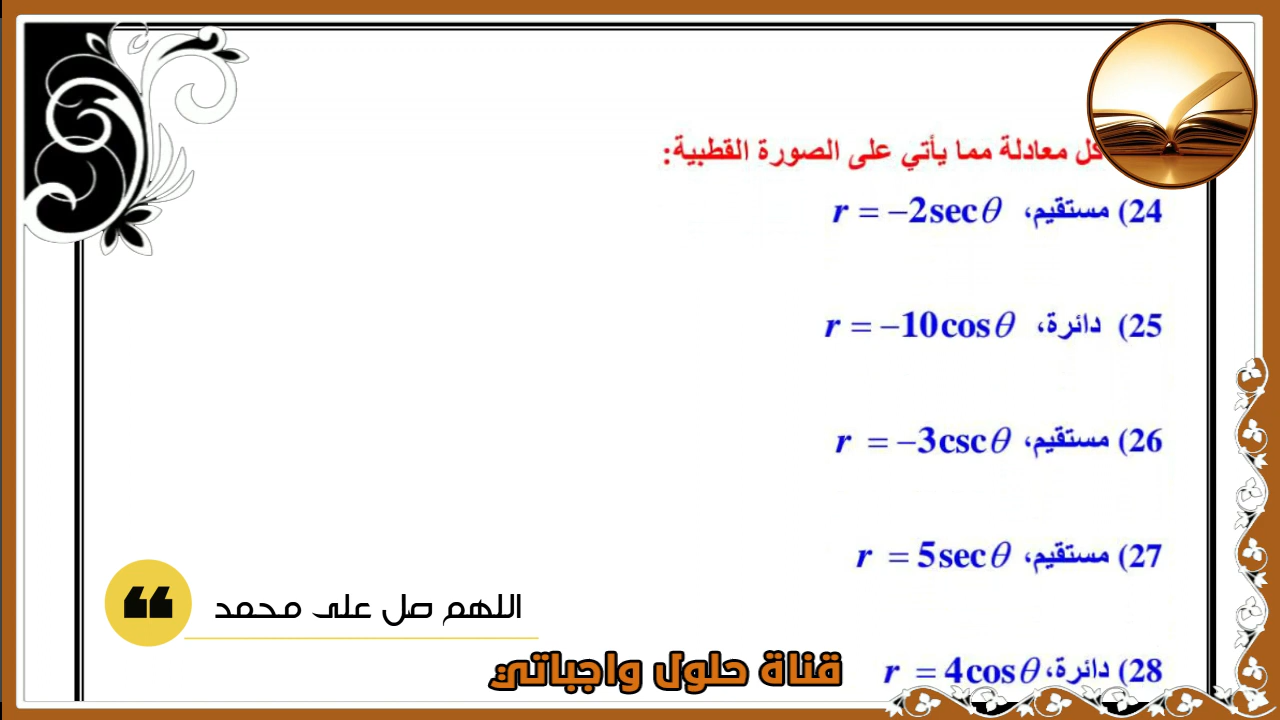 كل معادلة مما يأتي على الصورة القطبية:
24) مستقيم، r = −2secθ
25) دائرة، r = −10cosθ
26) مستقيم، r = −3cscθ
27) مستقيم، r = 5secθ
28) دائرة، r = 4cosθ
اللهم صل على محمد
قناة حلول واجباتي